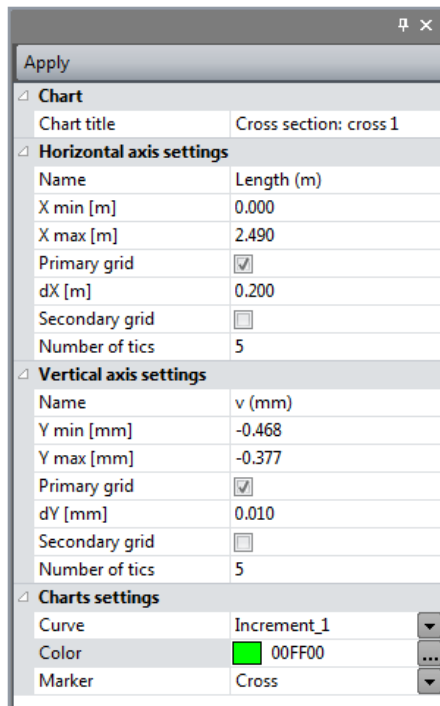 Apply
Chart
Chart title Cross section: cross 1
Horizontal axis settings
Name Length (m)
X min [m] 0.000
X max [m] 2.490
Primary grid
dX [m] 0.200
Secondary grid
Number of tics 5
Vertical axis settings
Name v (mm)
Y min [mm] -0.468
Y max [mm] -0.377
Primary grid
dY [mm] 0.010
Secondary grid
Number of tics 5
Charts settings
Curve Increment_1
Color 00FF00 ...
Marker Cross